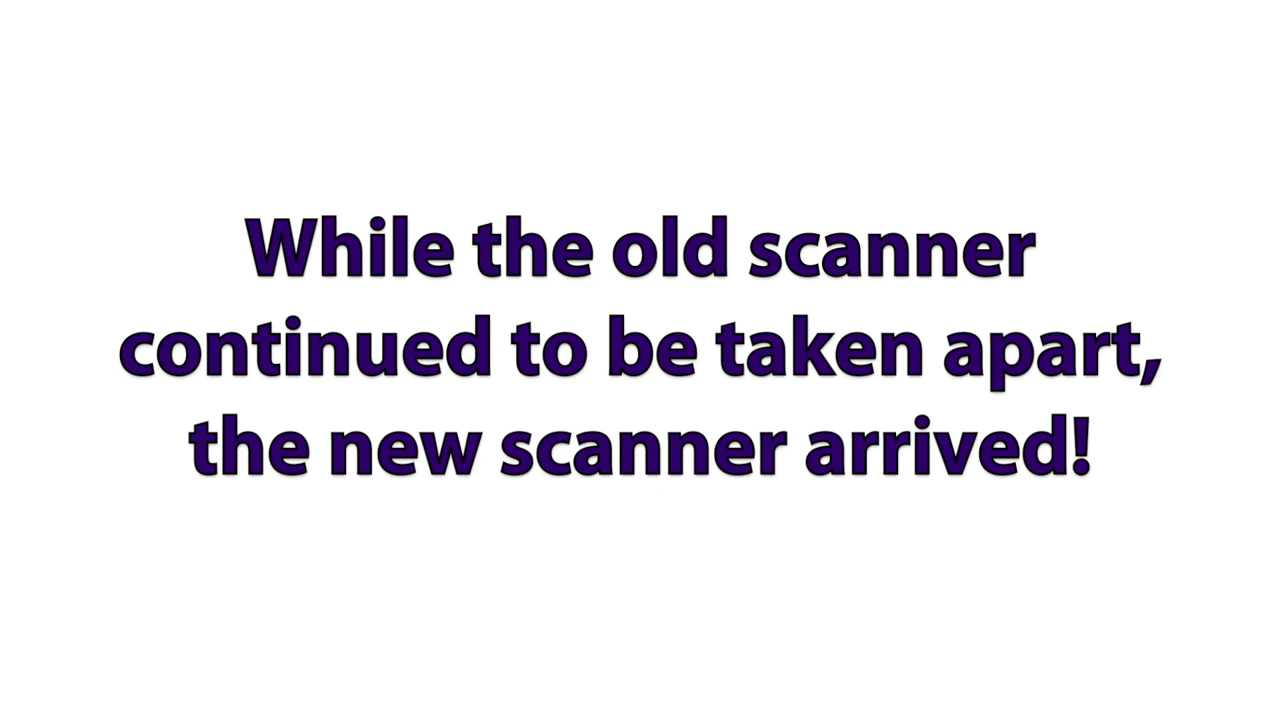 While the old scanner
continued to be taken apart,
the new scanner arrived!